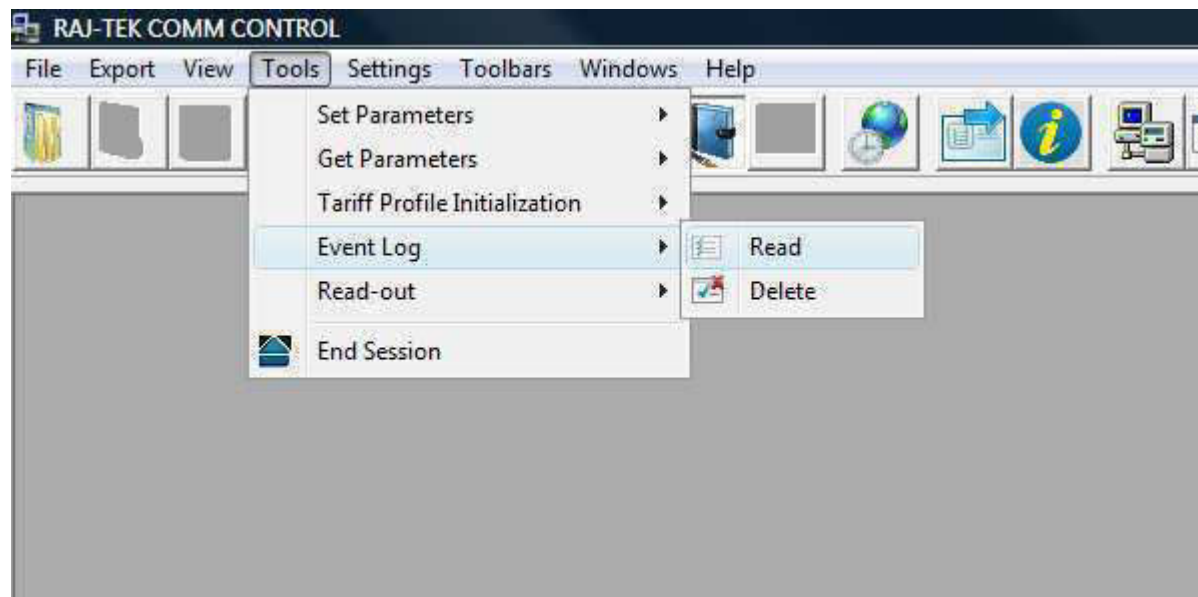 RAJ-TEK COMM CONTROL
File Export View Tools Settings Toolbars Windows Help
Set Parameters
Get Parameters
Tariff Profile Initialization
Event Log
Read
Read-out
Delete
End Session